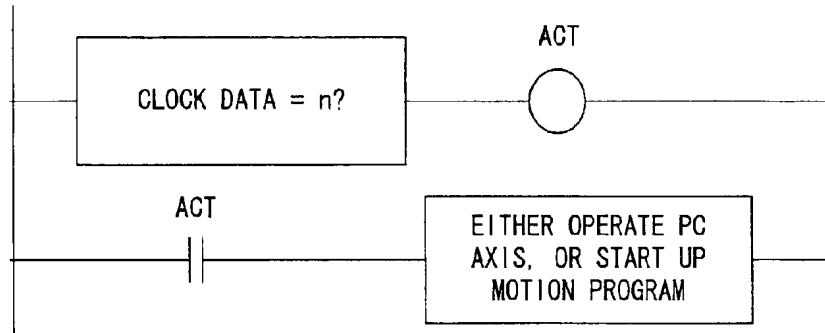 ACT
CLOCK DATA = n?
ACT
EITHER OPERATE PC
AXIS, OR START UP
MOTION PROGRAM